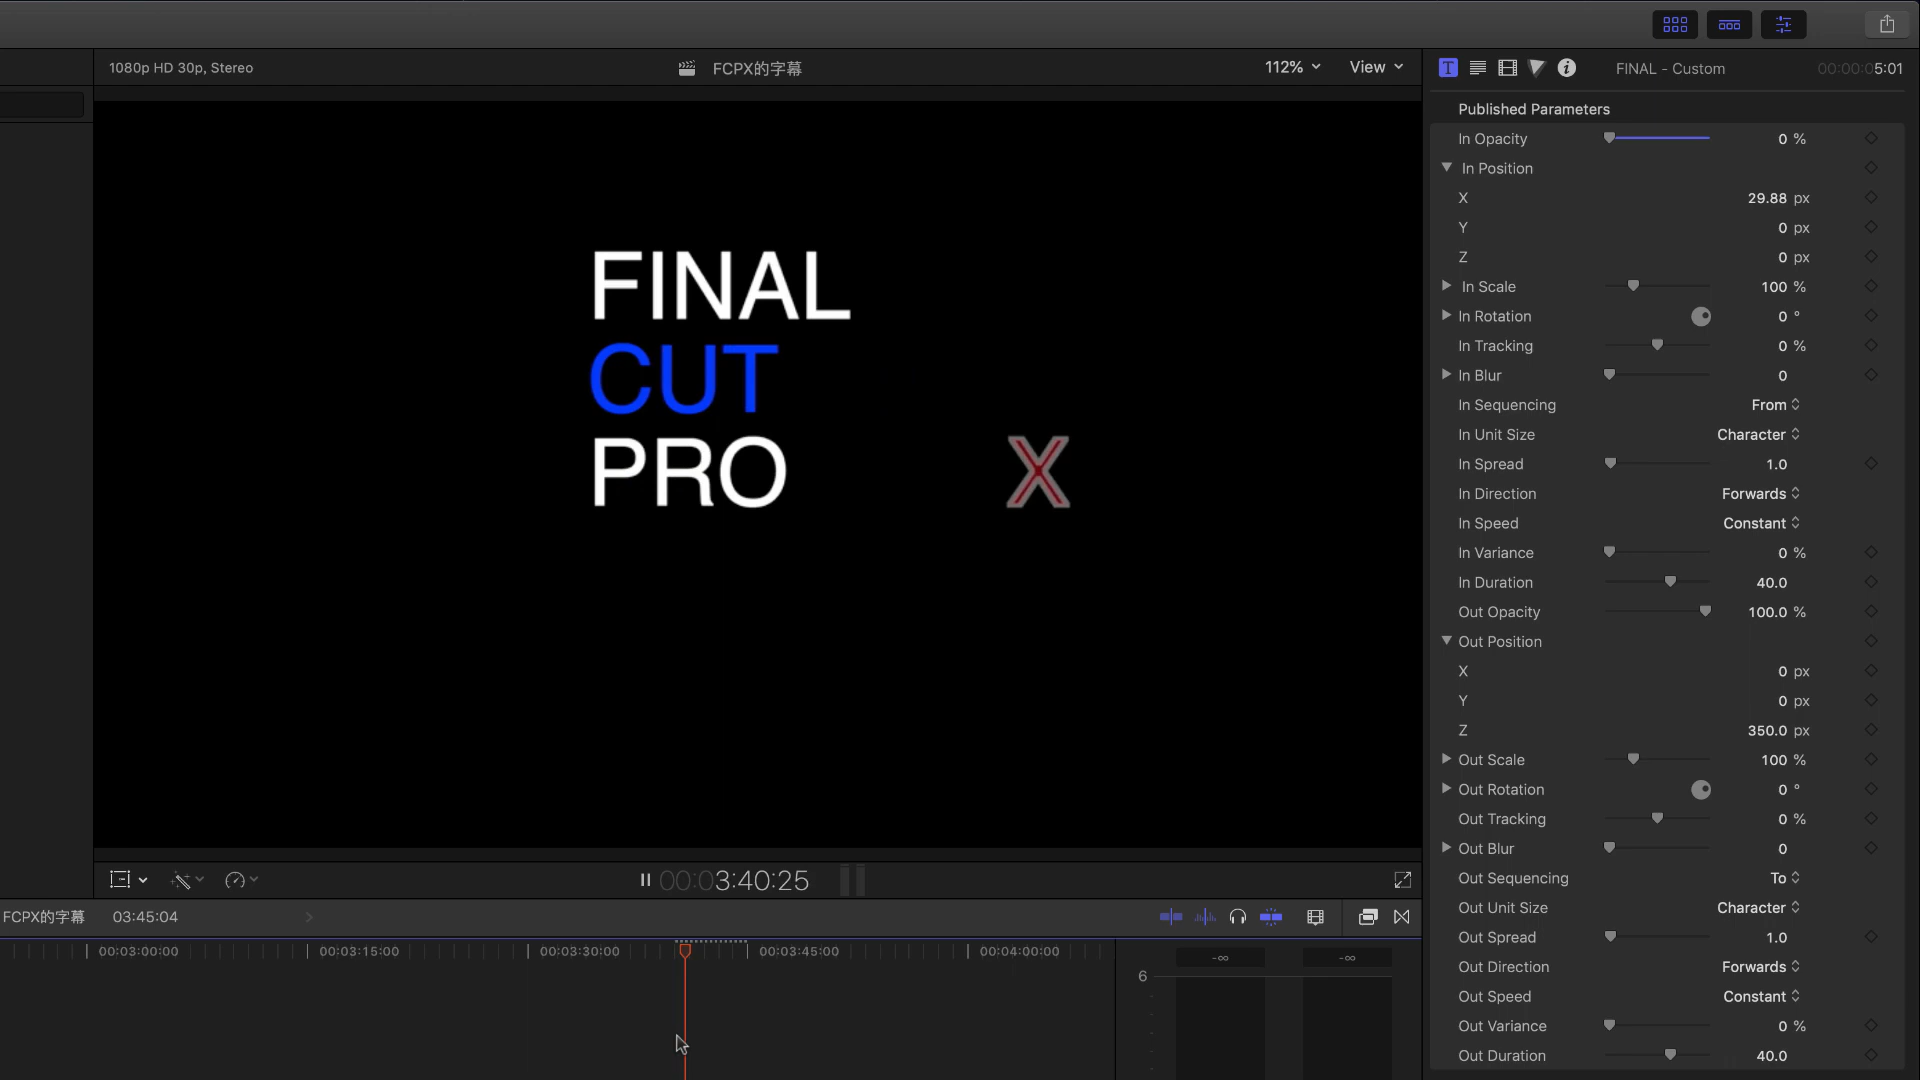 1080p HD 30p, Stereo
FCPX的字幕
112%
View
FINAL - Custom
00:00:05:01
Published Parameters
In Opacity 0 %
In Position
X 29.88 px
Y 0 px
Z 0 px
In Scale 100 %
In Rotation 0 °
In Tracking 0 %
In Blur 0
In Sequencing From
In Unit Size Character
In Spread 1.0
In Direction Forwards
In Speed Constant
In Variance 0 %
In Duration 40.0
Out Opacity 100.0 %
Out Position
X 0 px
Y 0 px
Z 350.0 px
Out Scale 100 %
Out Rotation 0 °
Out Tracking 0 %
Out Blur 0
Out Sequencing To
Out Unit Size Character
Out Spread 1.0
Out Direction Forwards
Out Speed Constant
Out Variance 0 %
Out Duration 40.0
FINAL
CUT
PRO X
00:03:40:25
FCPX的字幕 03:45:04
00:03:00:00 00:03:15:00 00:03:30:00 00:03:45:00 00:04:00:00
-∞ -∞
6